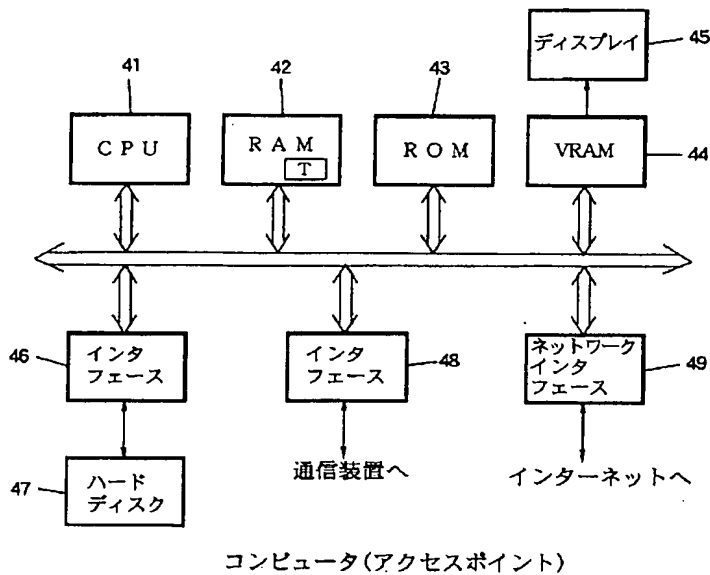 45
ディスプレイ
41
42
43
CPU
RAM
T
ROM
VRAM
44
46
インタ
フェース
インタ
フェース
48
ネットワーク
インタ
フェース
49
47
ハード
ディスク
通信装置へ
インターネットへ
コンピュータ(アクセスポイント)